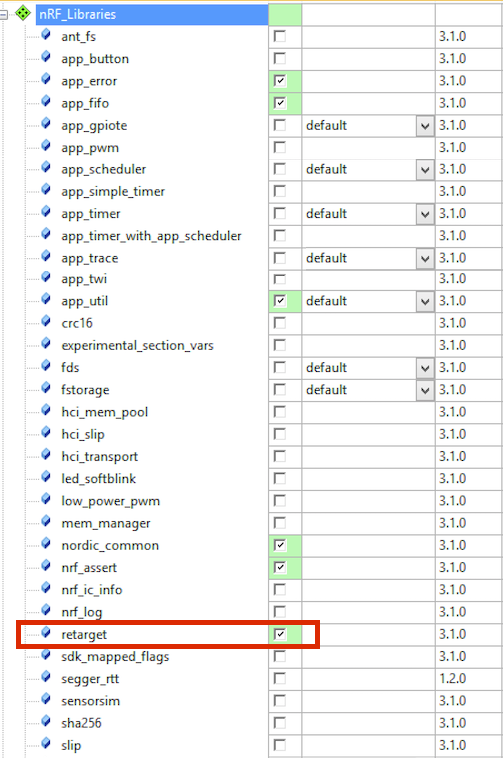 nRF_Libraries
ant_fs 3.1.0
app_button 3.1.0
app_error 3.1.0
app_fifo 3.1.0
app_gpiote default 3.1.0
app_pwm 3.1.0
app_scheduler default 3.1.0
app_simple_timer 3.1.0
app_timer default 3.1.0
app_timer_with_app_scheduler 3.1.0
app_trace default 3.1.0
app_twi 3.1.0
app_util default 3.1.0
crc16 3.1.0
experimental_section_vars 3.1.0
fds default 3.1.0
fstorage default 3.1.0
hci_mem_pool 3.1.0
hci_slip 3.1.0
hci_transport 3.1.0
led_softblink 3.1.0
low_power_pwm 3.1.0
mem_manager 3.1.0
nordic_common 3.1.0
nrf_assert 3.1.0
nrf_ic_info 3.1.0
nrf_log 3.1.0
retarget 3.1.0
sdk_mapped_flags 3.1.0
segger_rtt 1.2.0
sensorsim 3.1.0
sha256 3.1.0
slip 3.1.0